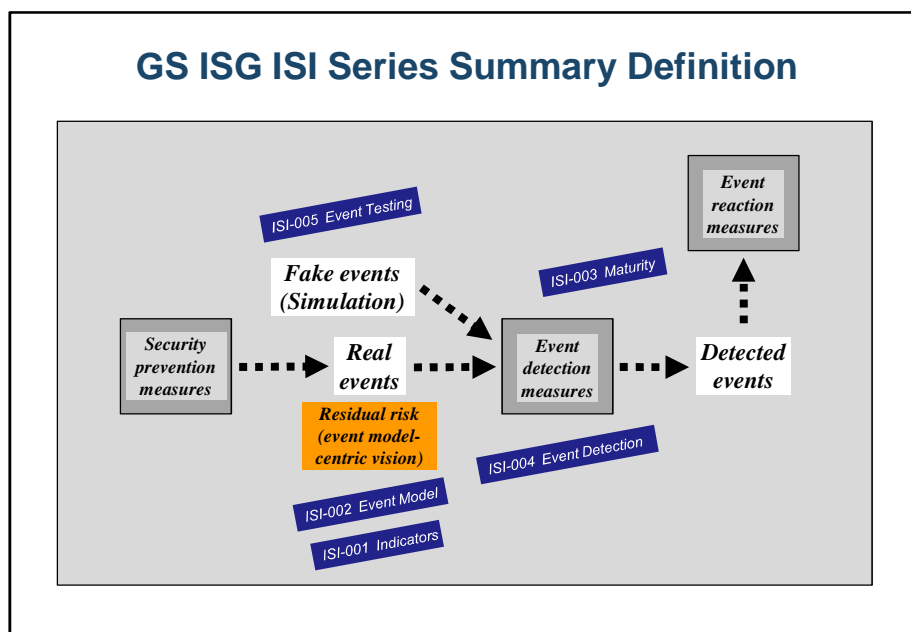 GS ISG ISI Series Summary Definition
Event
reaction
measures
ISI-005 Event Testing
ISI-003 Maturity
Fake events
(Simulation)
Security
prevention
measures
Real
events
Event
detection
measures
Detected
events
Residual risk
(event model-
centric vision)
ISI-004 Event Detection
ISI-002 Event Model
ISI-001 Indicators